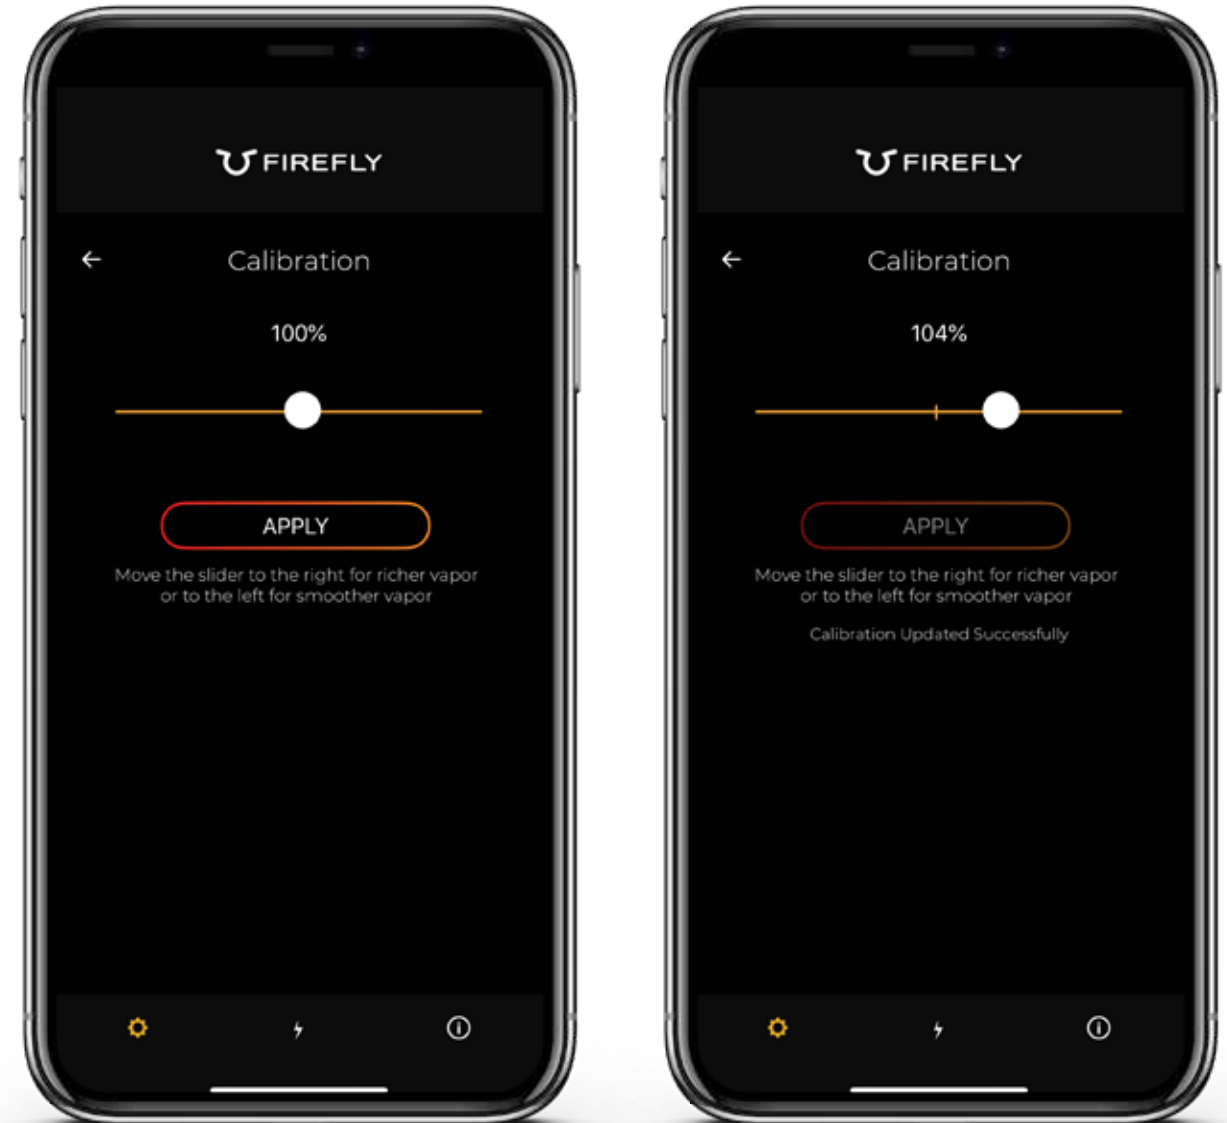 FIREFLY
Calibration
100%
APPLY
Move the slider to the right for richer vapor
or to the left for smoother vapor
FIREFLY
Calibration
104%
APPLY
Move the slider to the right for richer vapor
or to the left for smoother vapor
Calibration Updated Successfully